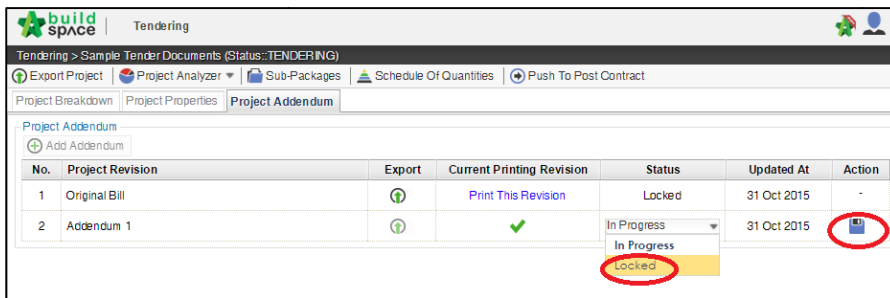 build space | Tendering
Tendering > Sample Tender Documents (Status::TENDERING)
Export Project Project Analyzer Sub-Packages Schedule Of Quantities Push To Post Contract
Project Breakdown Project Properties Project Addendum
Project Addendum
Add Addendum
No. Project Revision Export Current Printing Revision Status Updated At Action
1 Original Bill Print This Revision Locked 31 Oct 2015 -
2 Addendum 1 In Progress 31 Oct 2015
In Progress
Locked